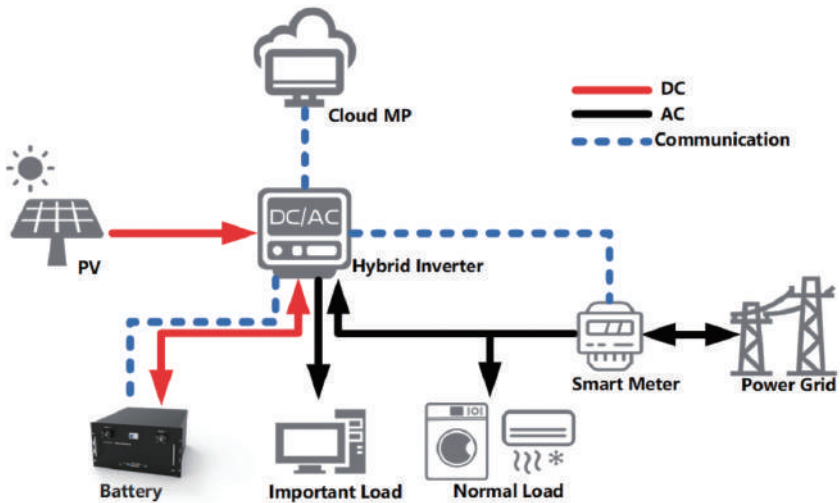 Cloud MP
DC
AC
Communication
DC/AC
PV
Hybrid Inverter
Smart Meter
Power Grid
Battery
Important Load
Normal Load